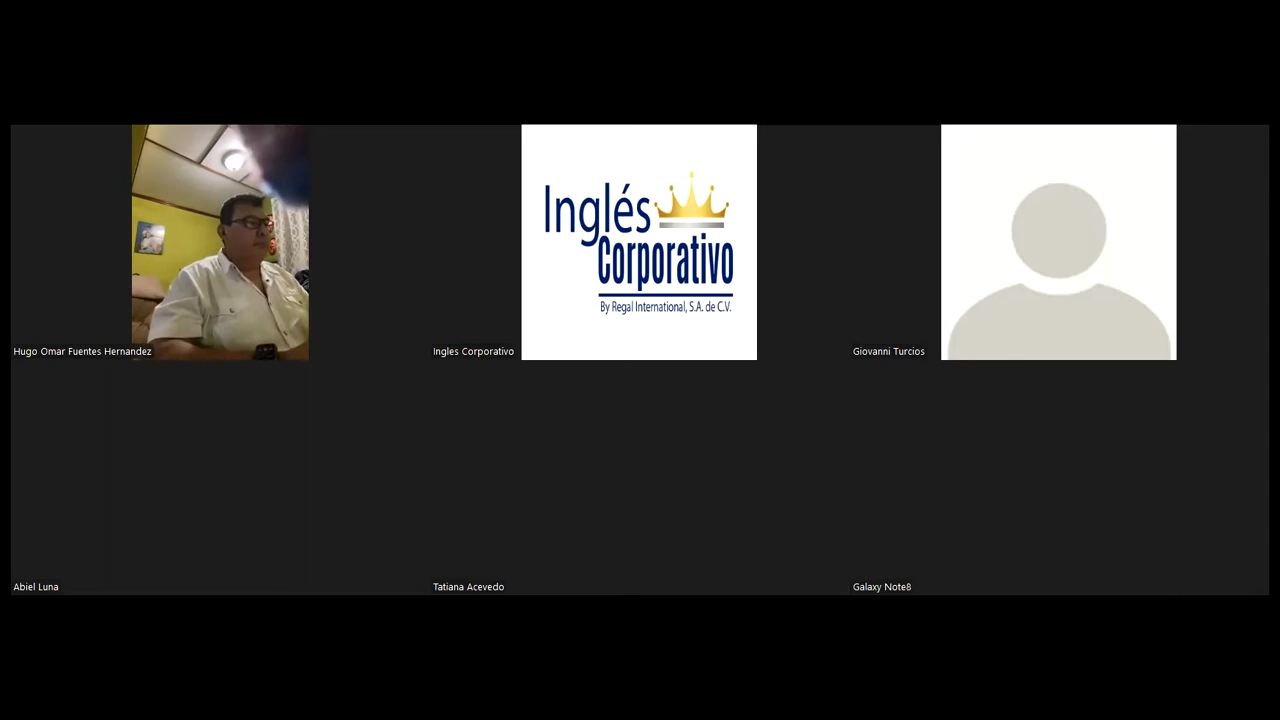 Inglés
Corporativo
By Regal International, S.A. de C.V.
Hugo Omar Fuentes Hernandez
Ingles Corporativo
Giovanni Turcios
Abiel Luna
Tatiana Acevedo
Galaxy Note8